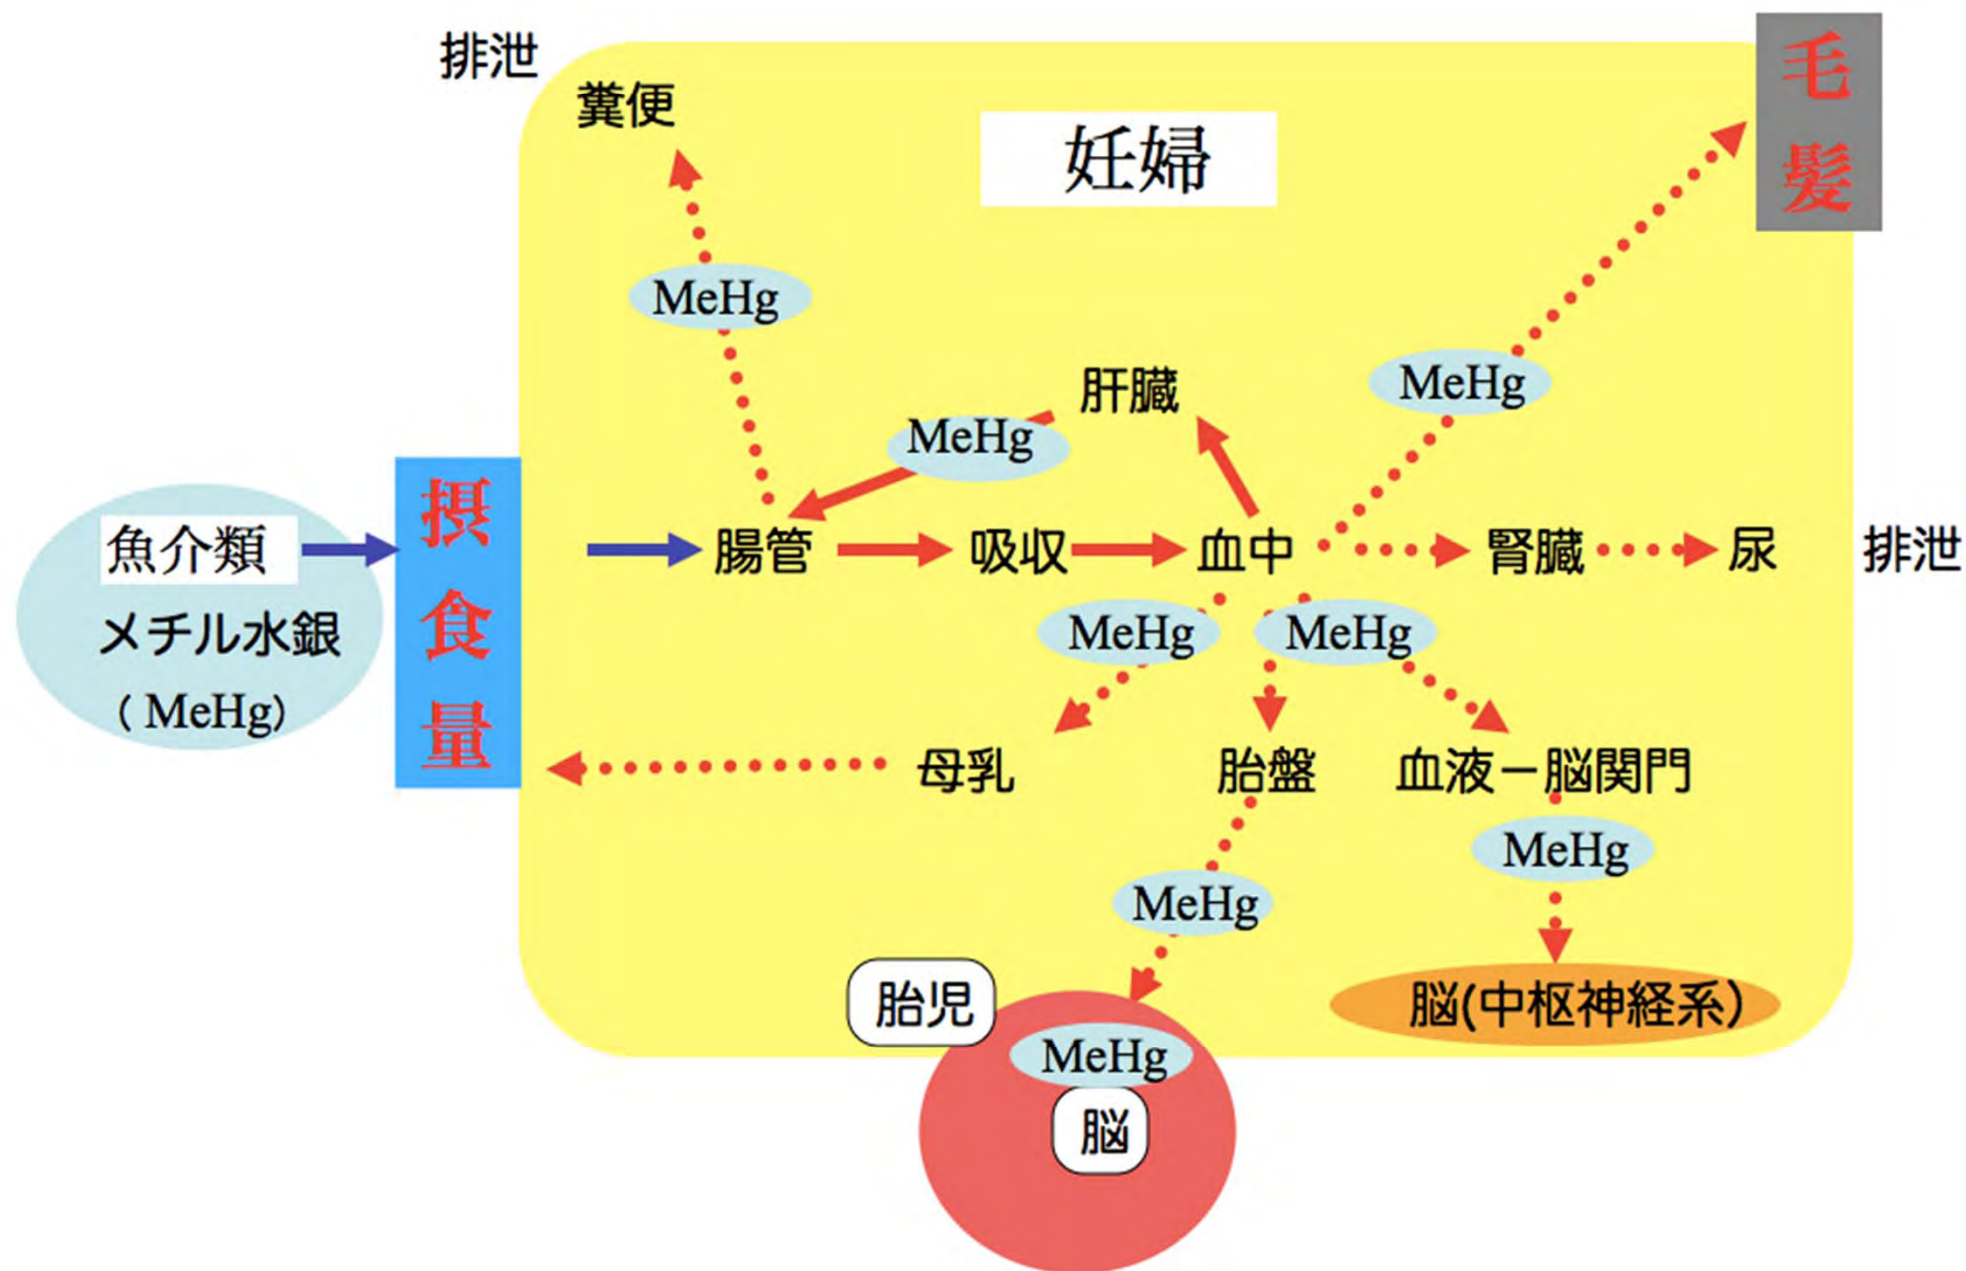 排泄
糞便
妊婦
毛髪
MeHg
MeHg
肝臓
MeHg
摂食量
魚介類
メチル水銀
(MeHg)
腸管
吸収
血中
腎臓
尿
排泄
MeHg
MeHg
母乳
胎盤
血液ー脳関門
MeHg
MeHg
胎児
脳(中枢神経系)
MeHg
脳